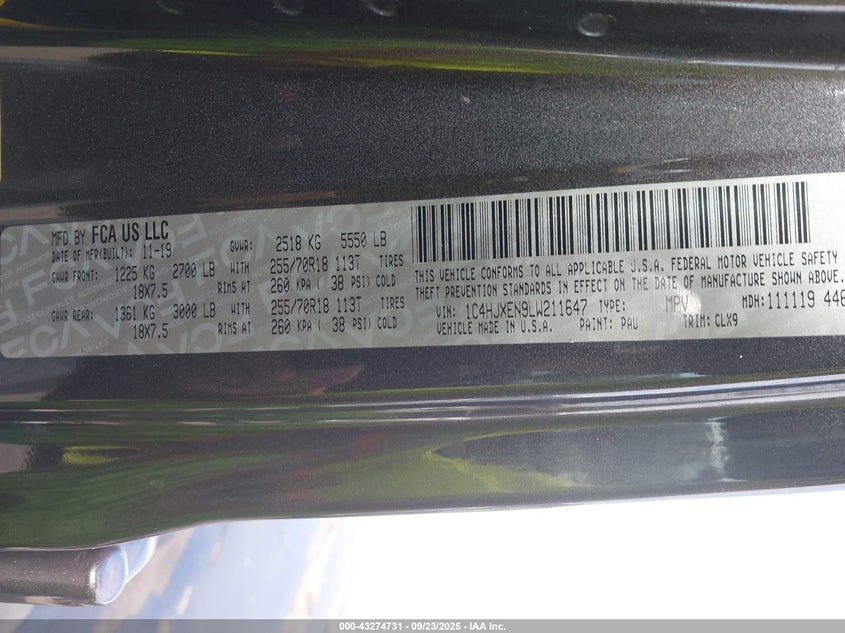 MFD BY FCA US LLC
DATE OF MFR(BUILT): 11-19 GVWR: 2518 KG 5550 LB
GAWR FRONT: 1225 KG 2700 LB WITH 255/70R18 113T TIRES
18X7.5 RIMS AT 260 KPA ( 38 PSI) COLD
GAWR REAR: 1361 KG 3000 LB WITH 255/70R18 113T TIRES
18X7.5 RIMS AT 260 KPA ( 38 PSI) COLD
THIS VEHICLE CONFORMS TO ALL APPLICABLE U.S.A. FEDERAL MOTOR VEHICLE SAFETY
THEFT PREVENTION STANDARDS IN EFFECT ON THE DATE OF MANUFACTURE SHOWN ABOVE.
VIN: 1C4HJXEN9LW211647 TYPE: MPV MDH: 111119 446
VEHICLE MADE IN U.S.A. PAINT: PAU TRIM: CLX9
000-43274731 - 09/23/2025 - IAA Inc.